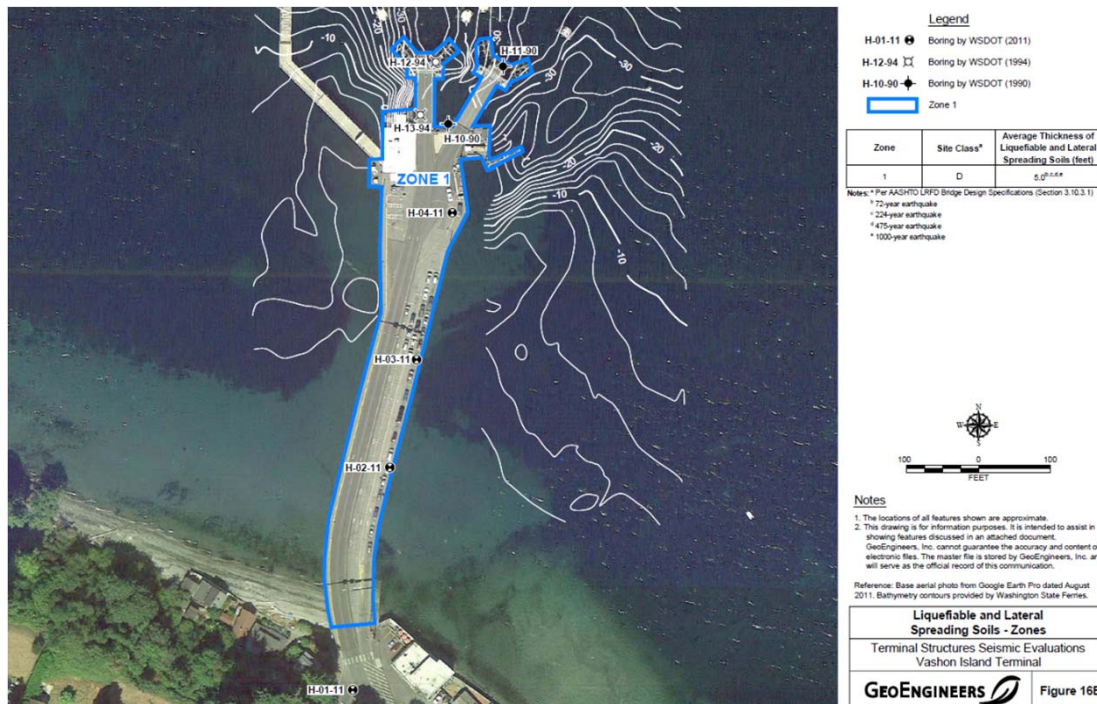 -10
-20
-30
-30
H-11-90
-30
-30
H-12-94
H-13-94
H-10-90
-20
ZONE 1
-10
H-04-11
-10
H-03-11
H-02-11
H-01-11
Legend
H-01-11 Boring by WSDOT (2011)
H-12-94 Boring by WSDOT (1994)
H-10-90 Boring by WSDOT (1990)
Zone 1
Zone Site Classᵃ Average Thickness of
Liquefiable and Lateral
Spreading Soils (feet)
1 D 5.0ᵇ·ᶜ·ᵈ·ᵉ
Notes: ᵃ Per AASHTO LRFD Bridge Design Specifications (Section 3.10.3.1)
ᵇ 72-year earthquake
ᶜ 224-year earthquake
ᵈ 475-year earthquake
ᵉ 1000-year earthquake
N
W E
S
100 0 100
FEET
Notes
1. The locations of all features shown are approximate.
2. This drawing is for information purposes. It is intended to assist in
showing features discussed in an attached document.
GeoEngineers, Inc. cannot guarantee the accuracy and content of
electronic files. The master file is stored by GeoEngineers, Inc. an
will serve as the official record of this communication.
Reference: Base aerial photo from Google Earth Pro dated August
2011. Bathymetry contours provided by Washington State Ferries.
Liquefiable and Lateral
Spreading Soils - Zones
Terminal Structures Seismic Evaluations
Vashon Island Terminal
GEOENGINEERS Figure 16B